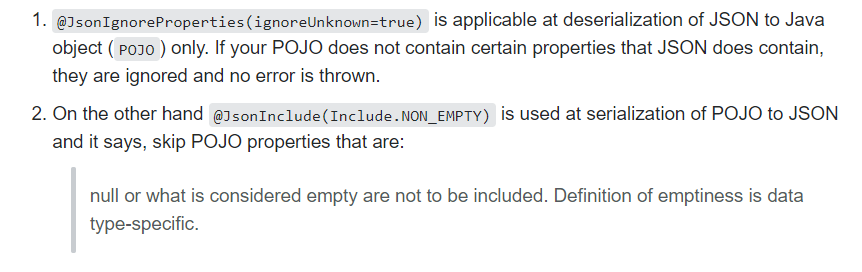 1. @JsonIgnoreProperties(ignoreUnknown=true) is applicable at deserialization of JSON to Java
object ( POJO ) only. If your POJO does not contain certain properties that JSON does contain,
they are ignored and no error is thrown.
2. On the other hand @JsonInclude(Include.NON_EMPTY) is used at serialization of POJO to JSON
and it says, skip POJO properties that are:
null or what is considered empty are not to be included. Definition of emptiness is data
type-specific.